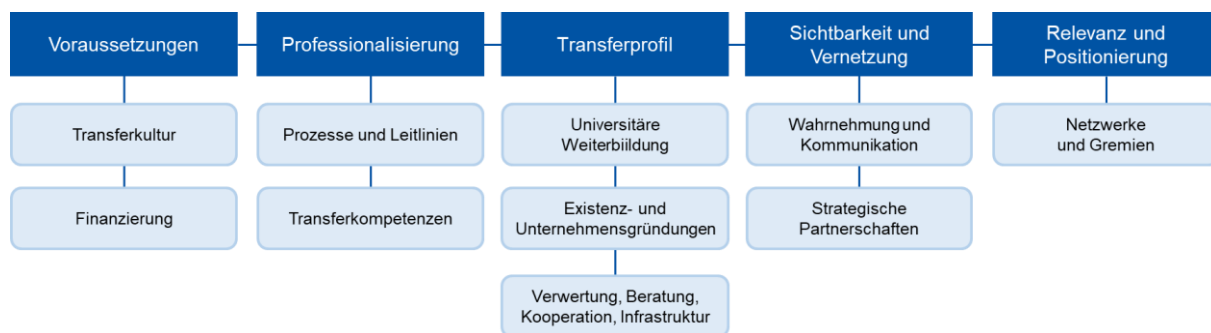 Voraussetzungen
Transferkultur
Finanzierung
Professionalisierung
Prozesse und Leitlinien
Transferkompetenzen
Transferprofil
Universitäre
Weiterbiildung
Existenz- und
Unternehmensgründungen
Verwertung, Beratung,
Kooperation, Infrastruktur
Sichtbarkeit und
Vernetzung
Wahrnehmung und
Kommunikation
Strategische
Partnerschaften
Relevanz und
Positionierung
Netzwerke
und Gremien